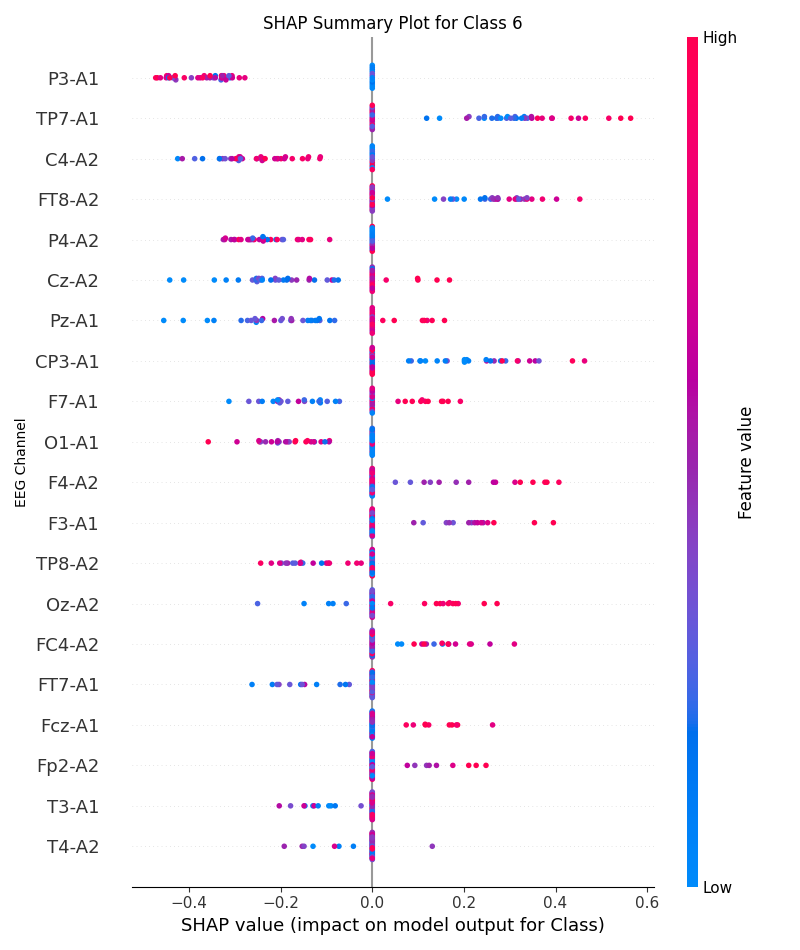 SHAP Summary Plot for Class 6
High
P3-A1
TP7-A1
C4-A2
FT8-A2
P4-A2
Cz-A2
Pz-A1
CP3-A1
F7-A1
O1-A1
F4-A2
F3-A1
TP8-A2
Oz-A2
FC4-A2
FT7-A1
Fcz-A1
Fp2-A2
T3-A1
T4-A2
EEG Channel
Feature value
Low
−0.4 −0.2 0.0 0.2 0.4 0.6
SHAP value (impact on model output for Class)